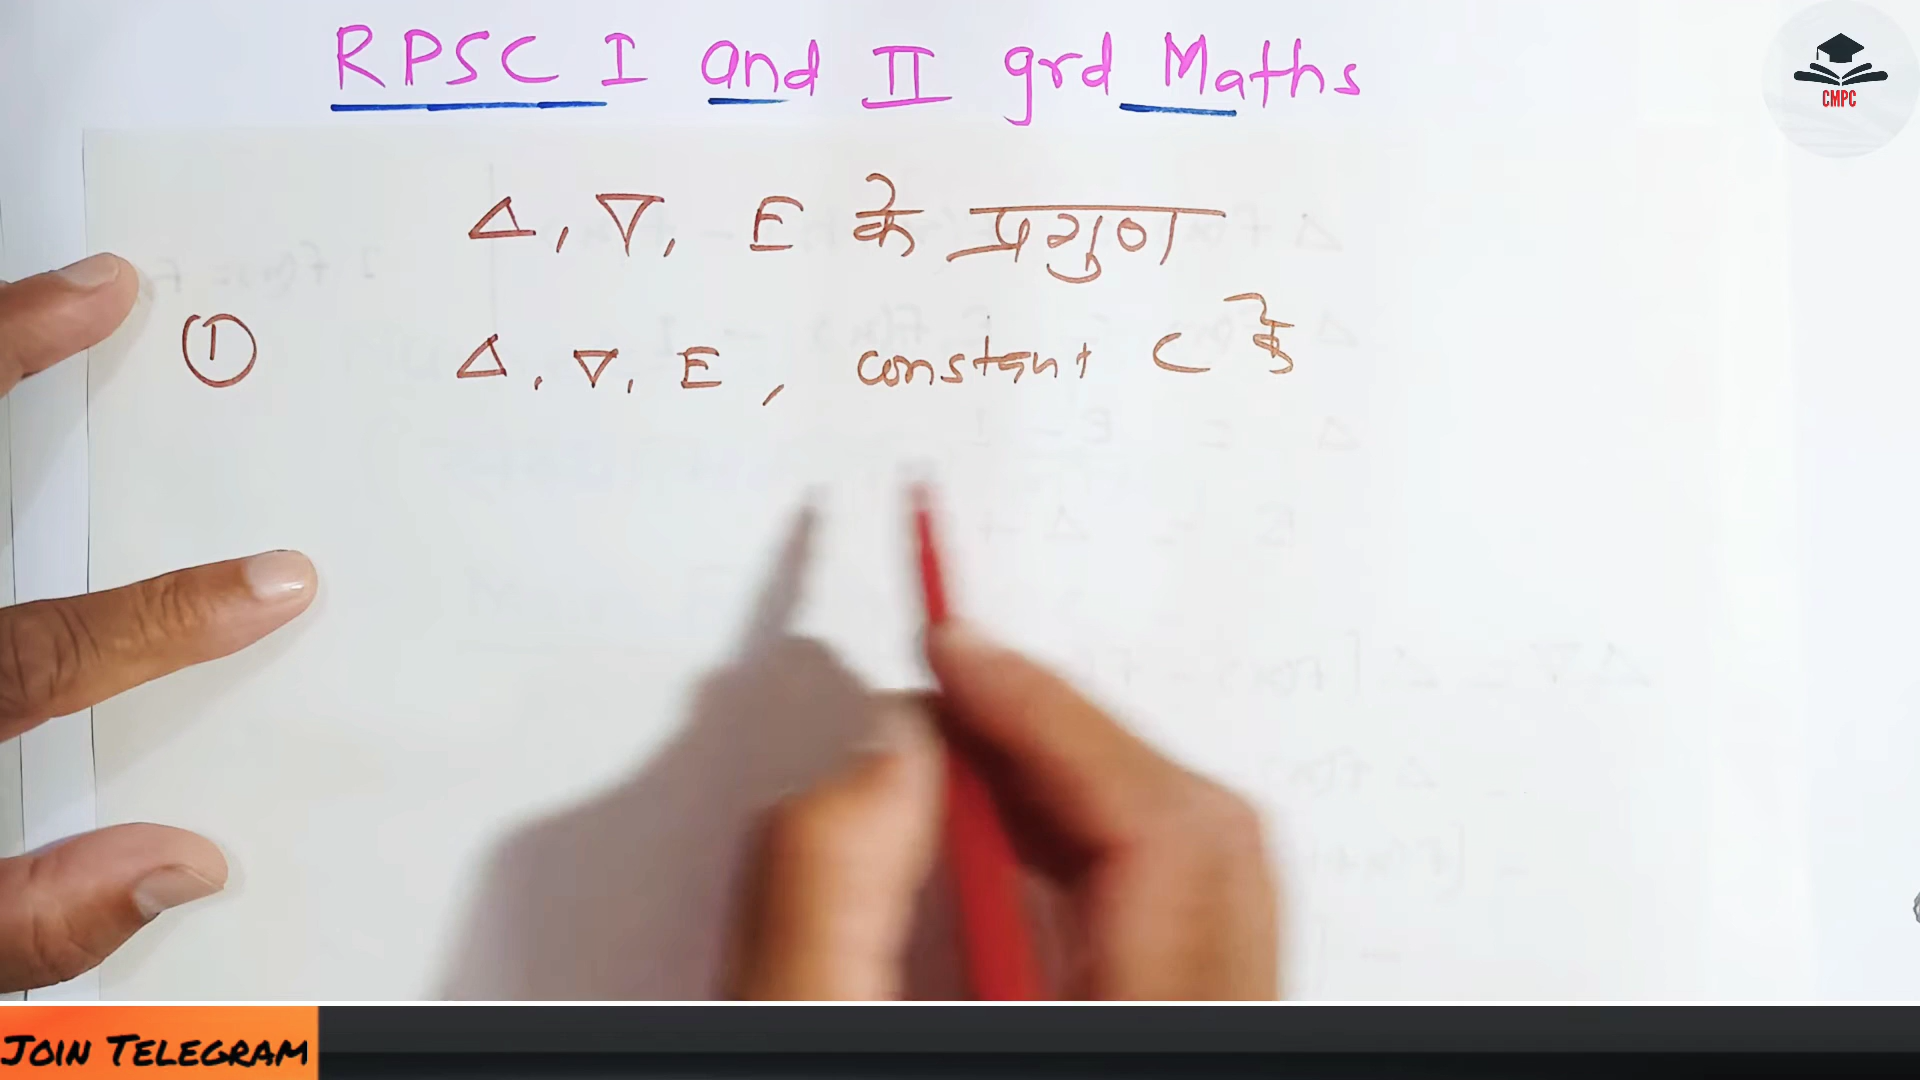 RPSC I and II grd Maths
CMPC
Δ, ∇, E के प्रगुण
① Δ, ∇, E, constant C के
JOIN TELEGRAM